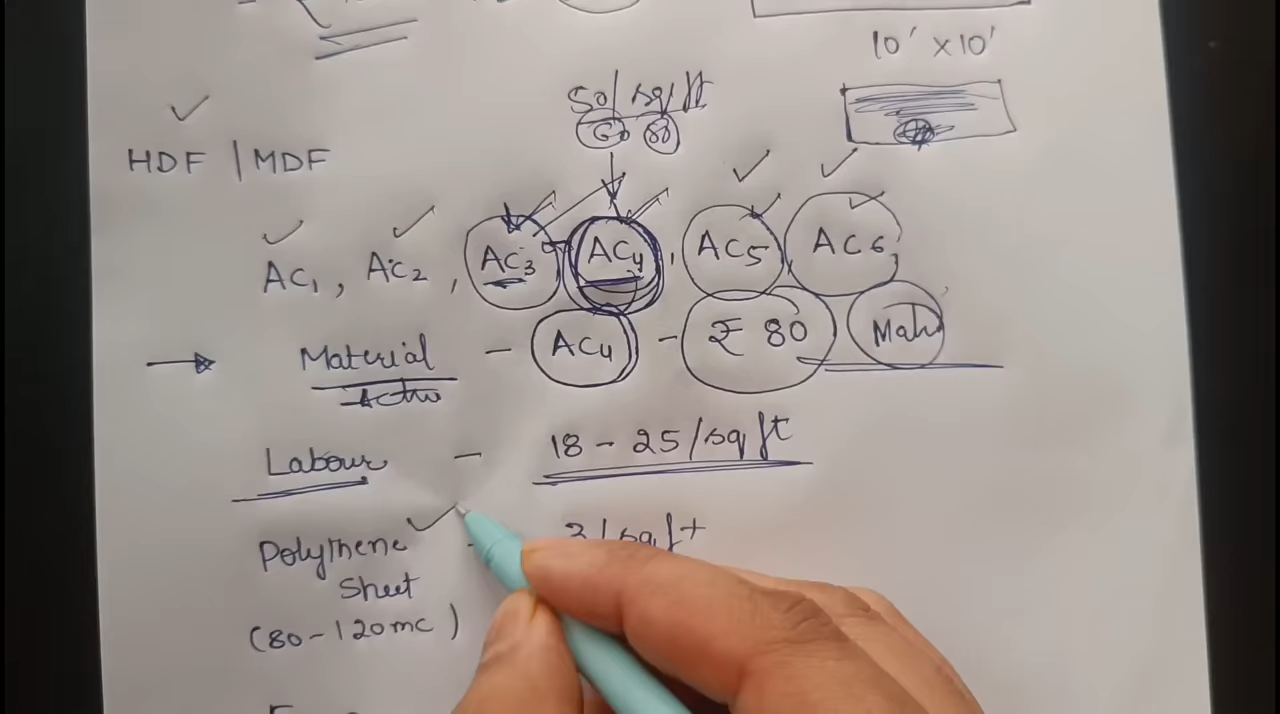 10' x 10'
50/sq ft
60 80
HDF | MDF
AC1, AC2, AC3, AC4, AC5, AC6,
Material - AC4 - ₹ 80
Labour - 18 - 25/sq ft
Polythene - 3/sq ft
Sheet
(80-120mc)